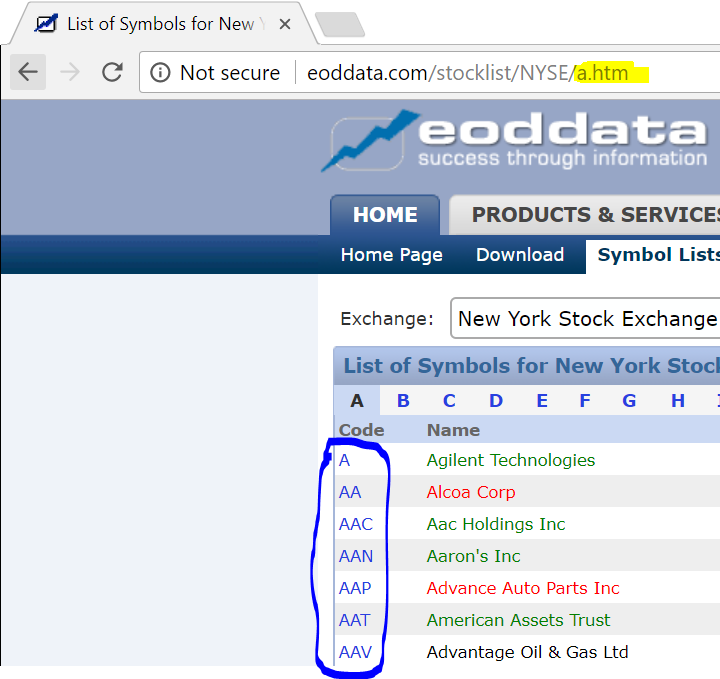 List of Symbols for New Y
Not secure eoddata.com/stocklist/NYSE/a.htm
eoddata
success through information
HOME PRODUCTS & SERVICES
Home Page Download Symbol Lists
Exchange: New York Stock Exchange
List of Symbols for New York Stock
A B C D E F G H
Code Name
A Agilent Technologies
AA Alcoa Corp
AAC Aac Holdings Inc
AAN Aaron's Inc
AAP Advance Auto Parts Inc
AAT American Assets Trust
AAV Advantage Oil & Gas Ltd